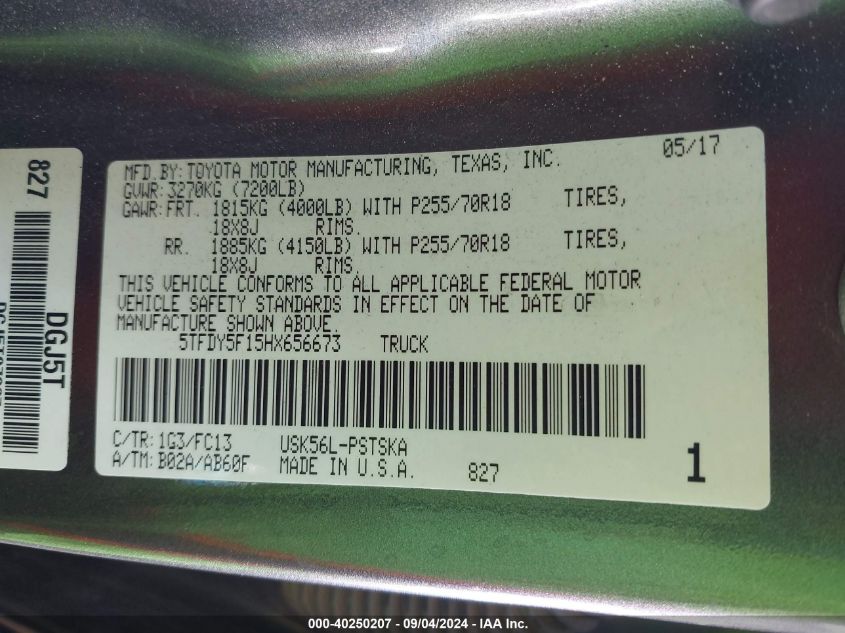 827
DGJ5T
MFD.BY:TOYOTA MOTOR MANUFACTURING, TEXAS, INC. 05/17
GVWR:3270KG (7200LB)
GAWR:FRT. 1815KG (4000LB) WITH P255/70R18 TIRES,
18X8J RIMS.
RR. 1885KG (4150LB) WITH P255/70R18 TIRES,
18X8J RIMS.
THIS VEHICLE CONFORMS TO ALL APPLICABLE FEDERAL MOTOR
VEHICLE SAFETY STANDARDS IN EFFECT ON THE DATE OF
MANUFACTURE SHOWN ABOVE.
5TFDY5F15HX656673 TRUCK
C/TR:1G3/FC13 USK56L-PSTSKA
A/TM:B02A/AB60F MADE IN U.S.A. 827 1
000-40250207 - 09/04/2024 - IAA Inc.